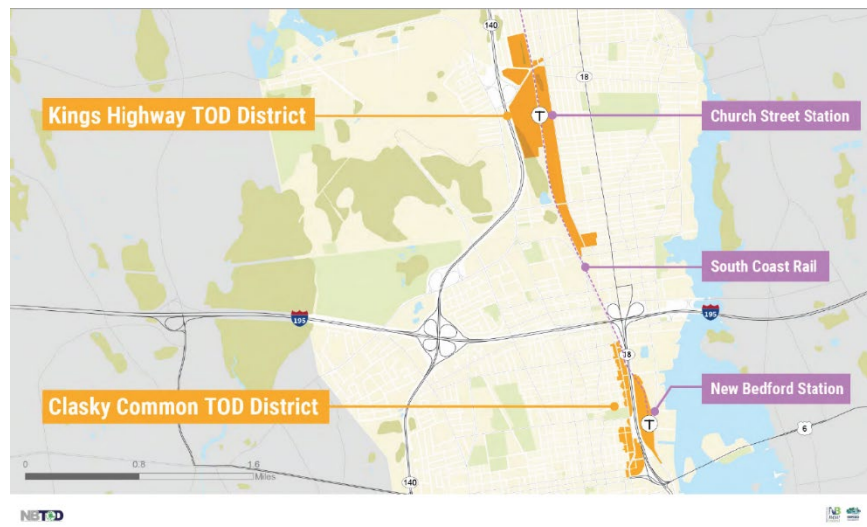 18
Kings Highway TOD District
T
Church Street Station
140
South Coast Rail
195
195
18
Clasky Common TOD District
New Bedford Station
T
6
0
0.8
1.6
Miles
140
NBTOD
NB